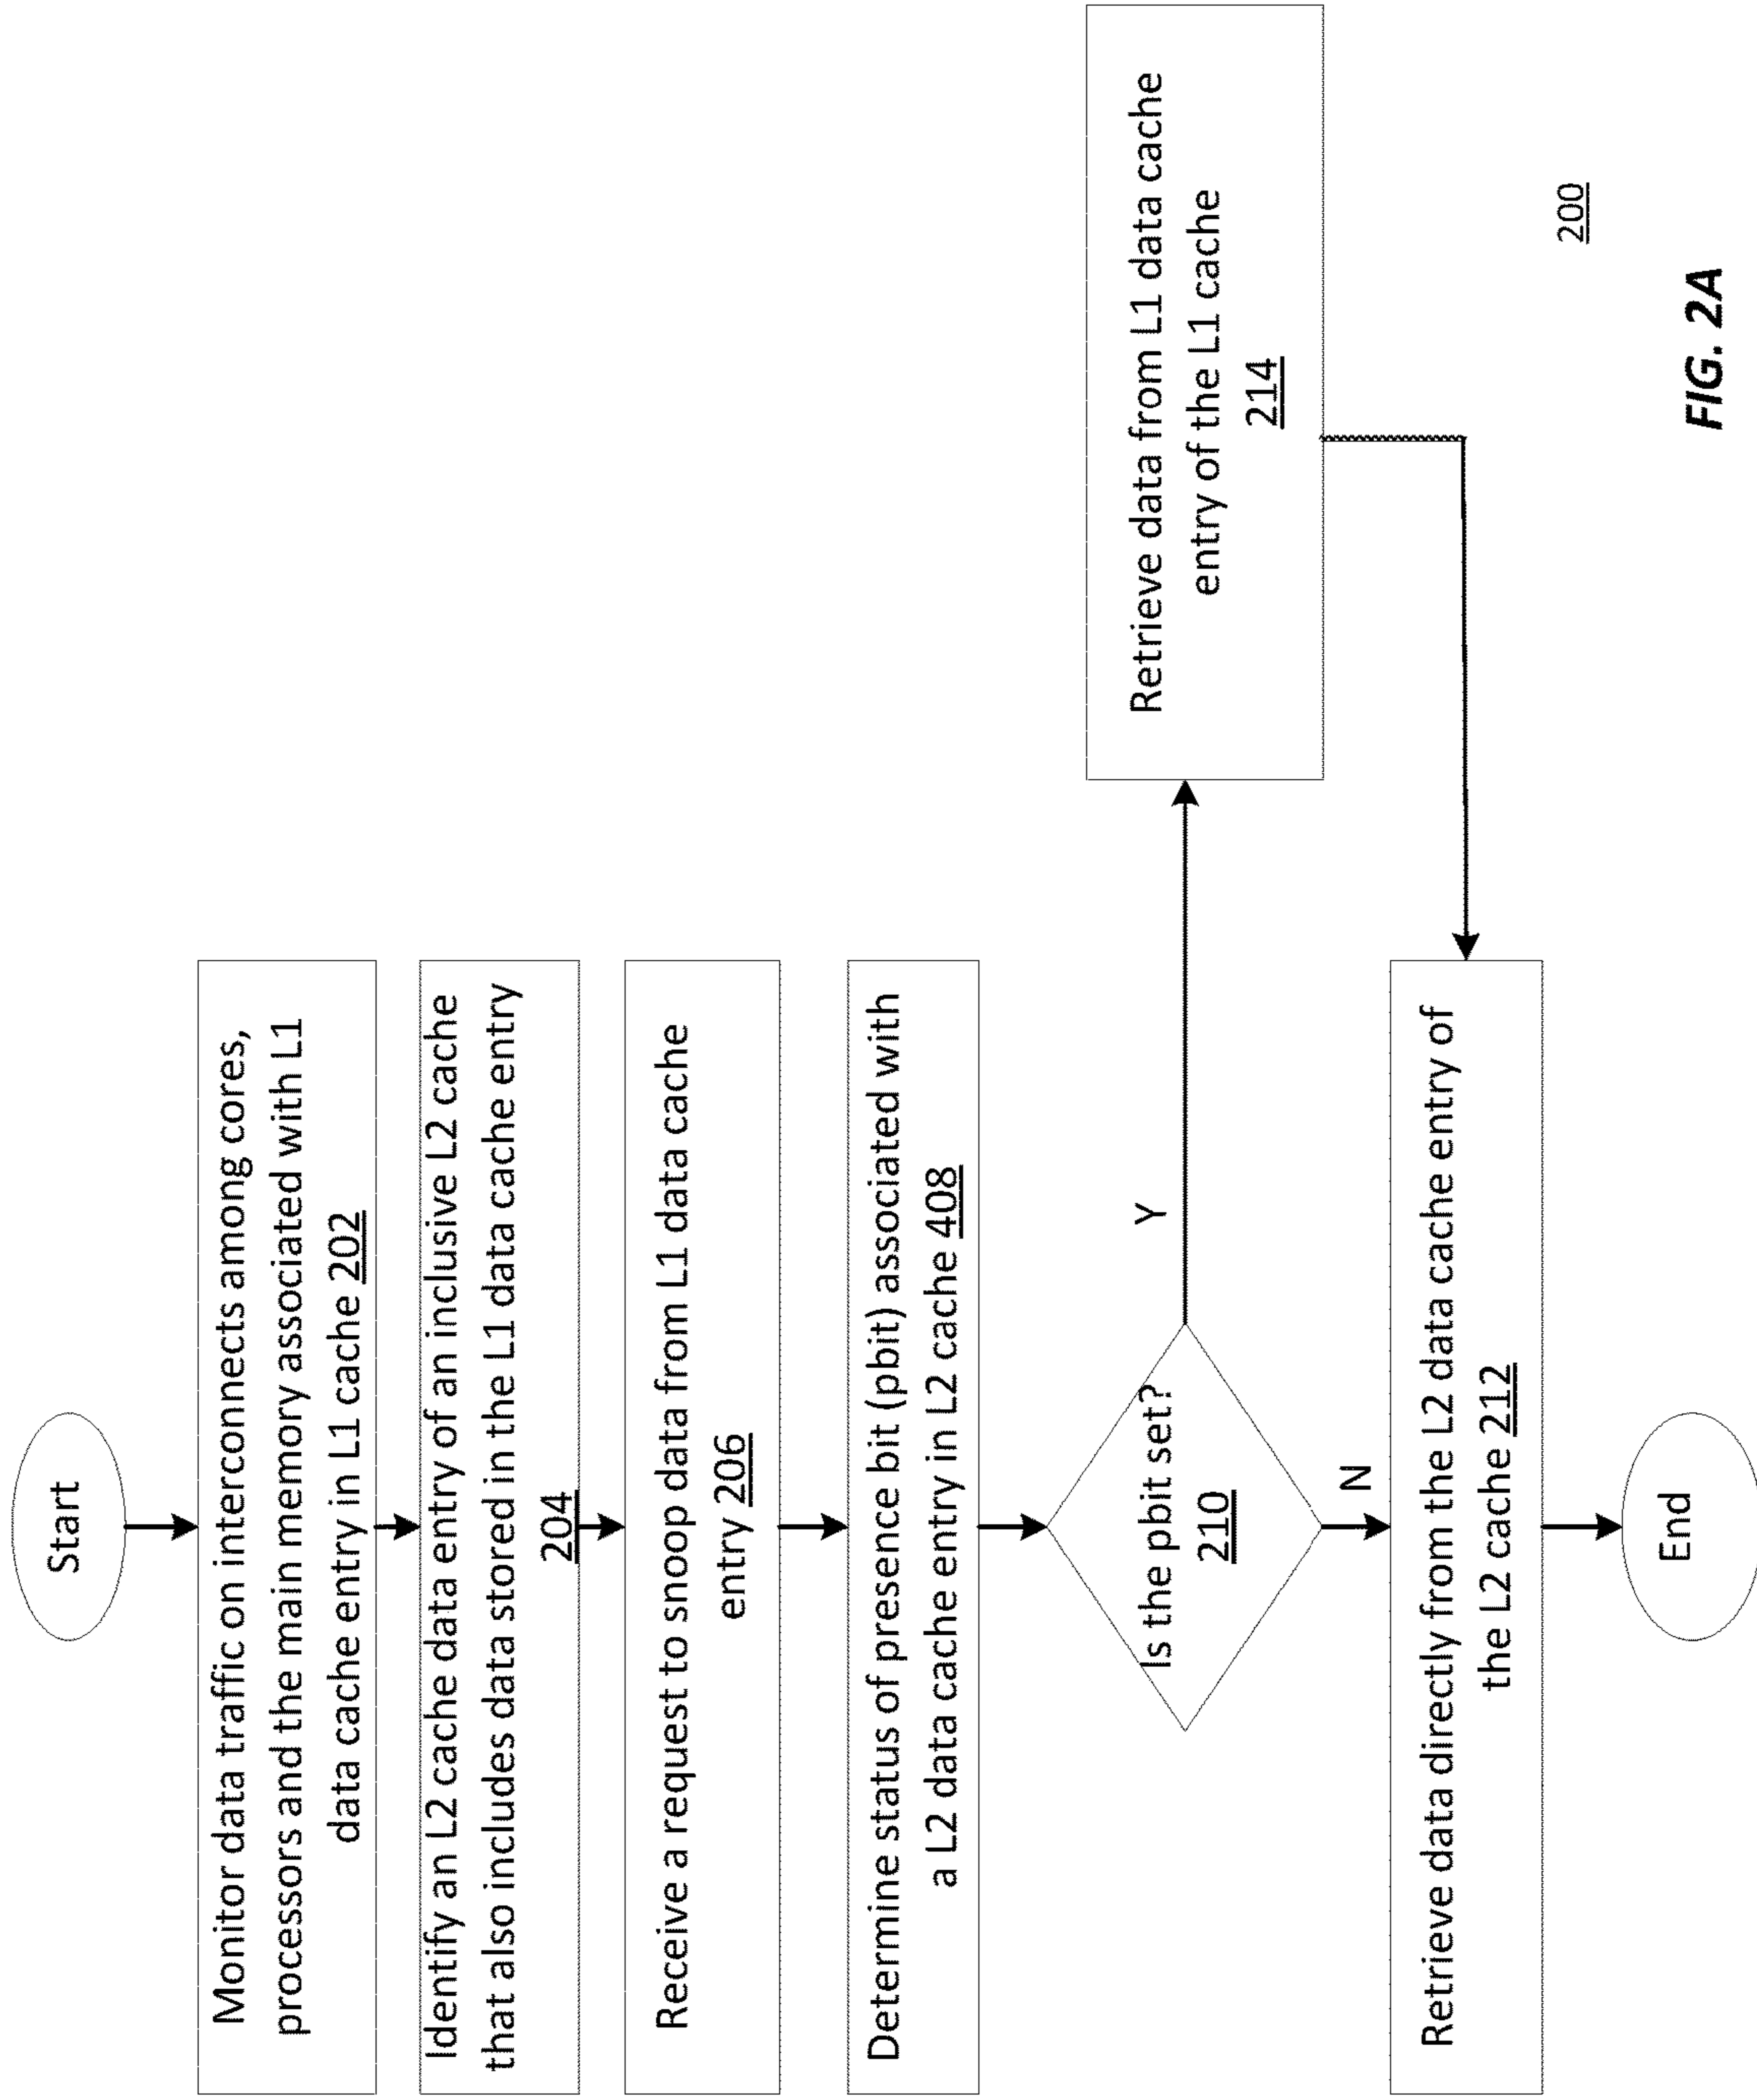 Start
Monitor data traffic on interconnects among cores,
processors and the main memory associated with L1
data cache entry in L1 cache 202
Identify an L2 cache data entry of an inclusive L2 cache
that also includes data stored in the L1 data cache entry
204
Receive a request to snoop data from L1 data cache
entry 206
Determine status of presence bit (pbit) associated with
a L2 data cache entry in L2 cache 408
Is the pbit set?
210
Y
N
Retrieve data from L1 data cache
entry of the L1 cache
214
Retrieve data directly from the L2 data cache entry of
the L2 cache 212
End
200
FIG. 2A